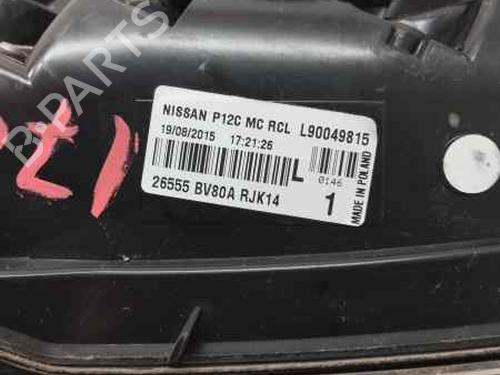 B-PARTS
NISSAN P12C MC RCL L90049815
19/08/2015 17:21:26
L
0146
26555 BV80A RJK14
1
MADE IN POLAND